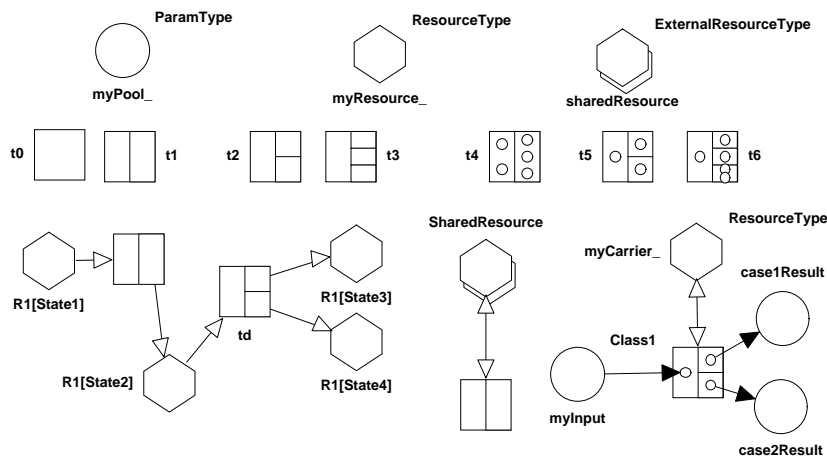 ParamType
ResourceType
ExternalResourceType
myPool_
myResource_
sharedResource
t0
t1
t2
t3
t4
t5
t6
SharedResource
ResourceType
myCarrier_
case1Result
R1[State1]
R1[State3]
td
Class1
R1[State2]
R1[State4]
myInput
case2Result